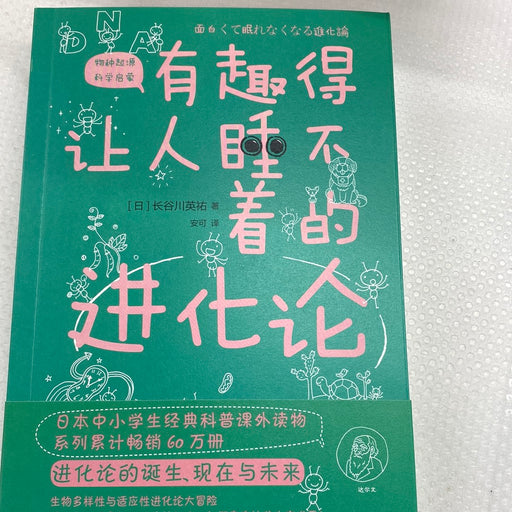 DNA
面白くて眠れなくなる進化論
物种起源
科学启蒙
有趣得
让人睡不
着的
进化论
[日]长谷川英祐 著
安可 译
日本中小学生经典科普课外读物
系列累计畅销60万册
进化论的诞生、现在与未来
生物多样性与适应性进化论大冒险
达尔文